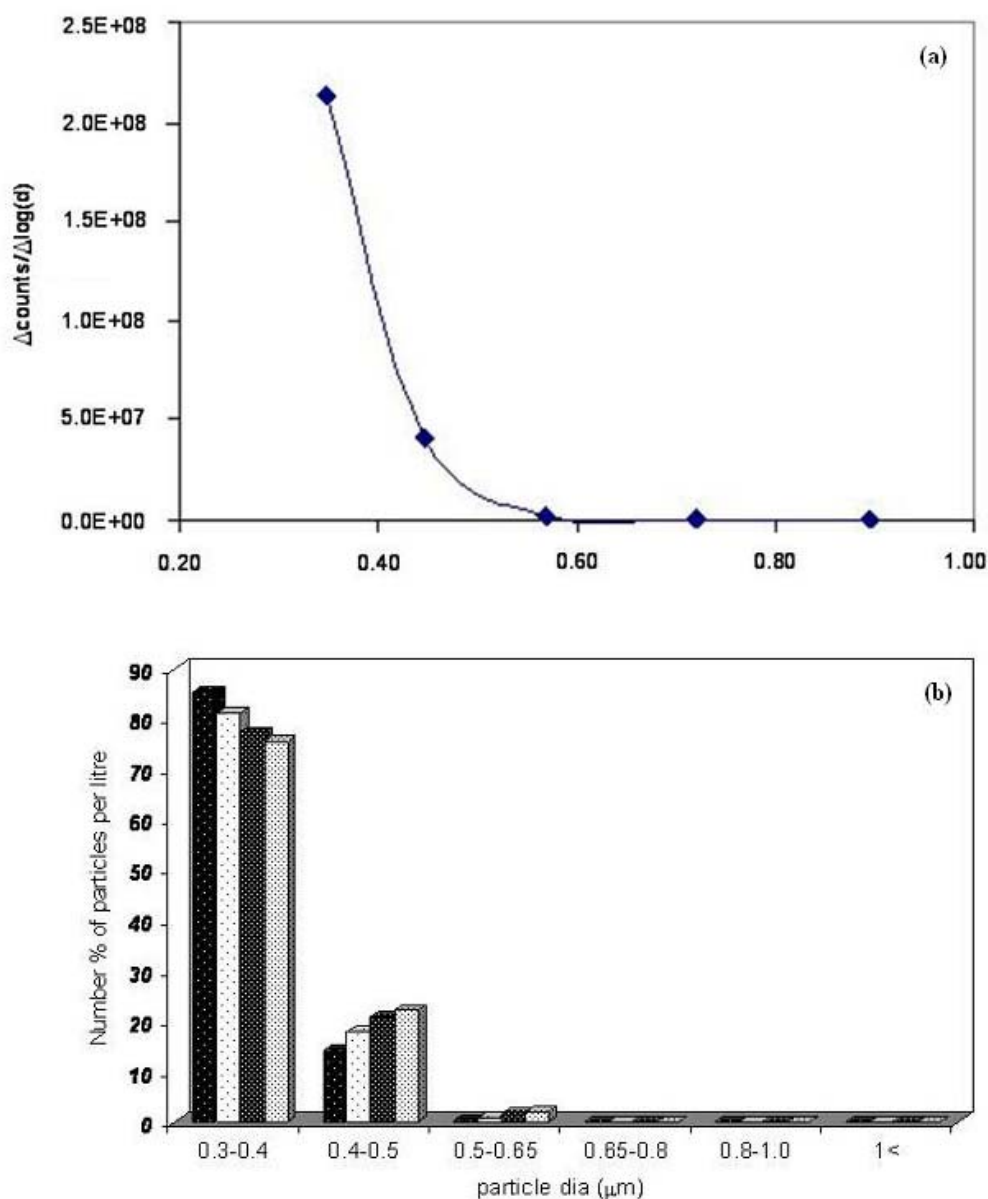 2.5E+08
(a)
2.0E+08
1.5E+08
1.0E+08
5.0E+07
0.0E+00
Δcounts/Δlog(d)
0.20 0.40 0.60 0.80 1.00
90
(b)
80
70
60
50
40
30
20
10
0
Number % of particles per litre
0.3-0.4 0.4-0.5 0.5-0.65 0.65-0.8 0.8-1.0 1<
particle dia (μm)